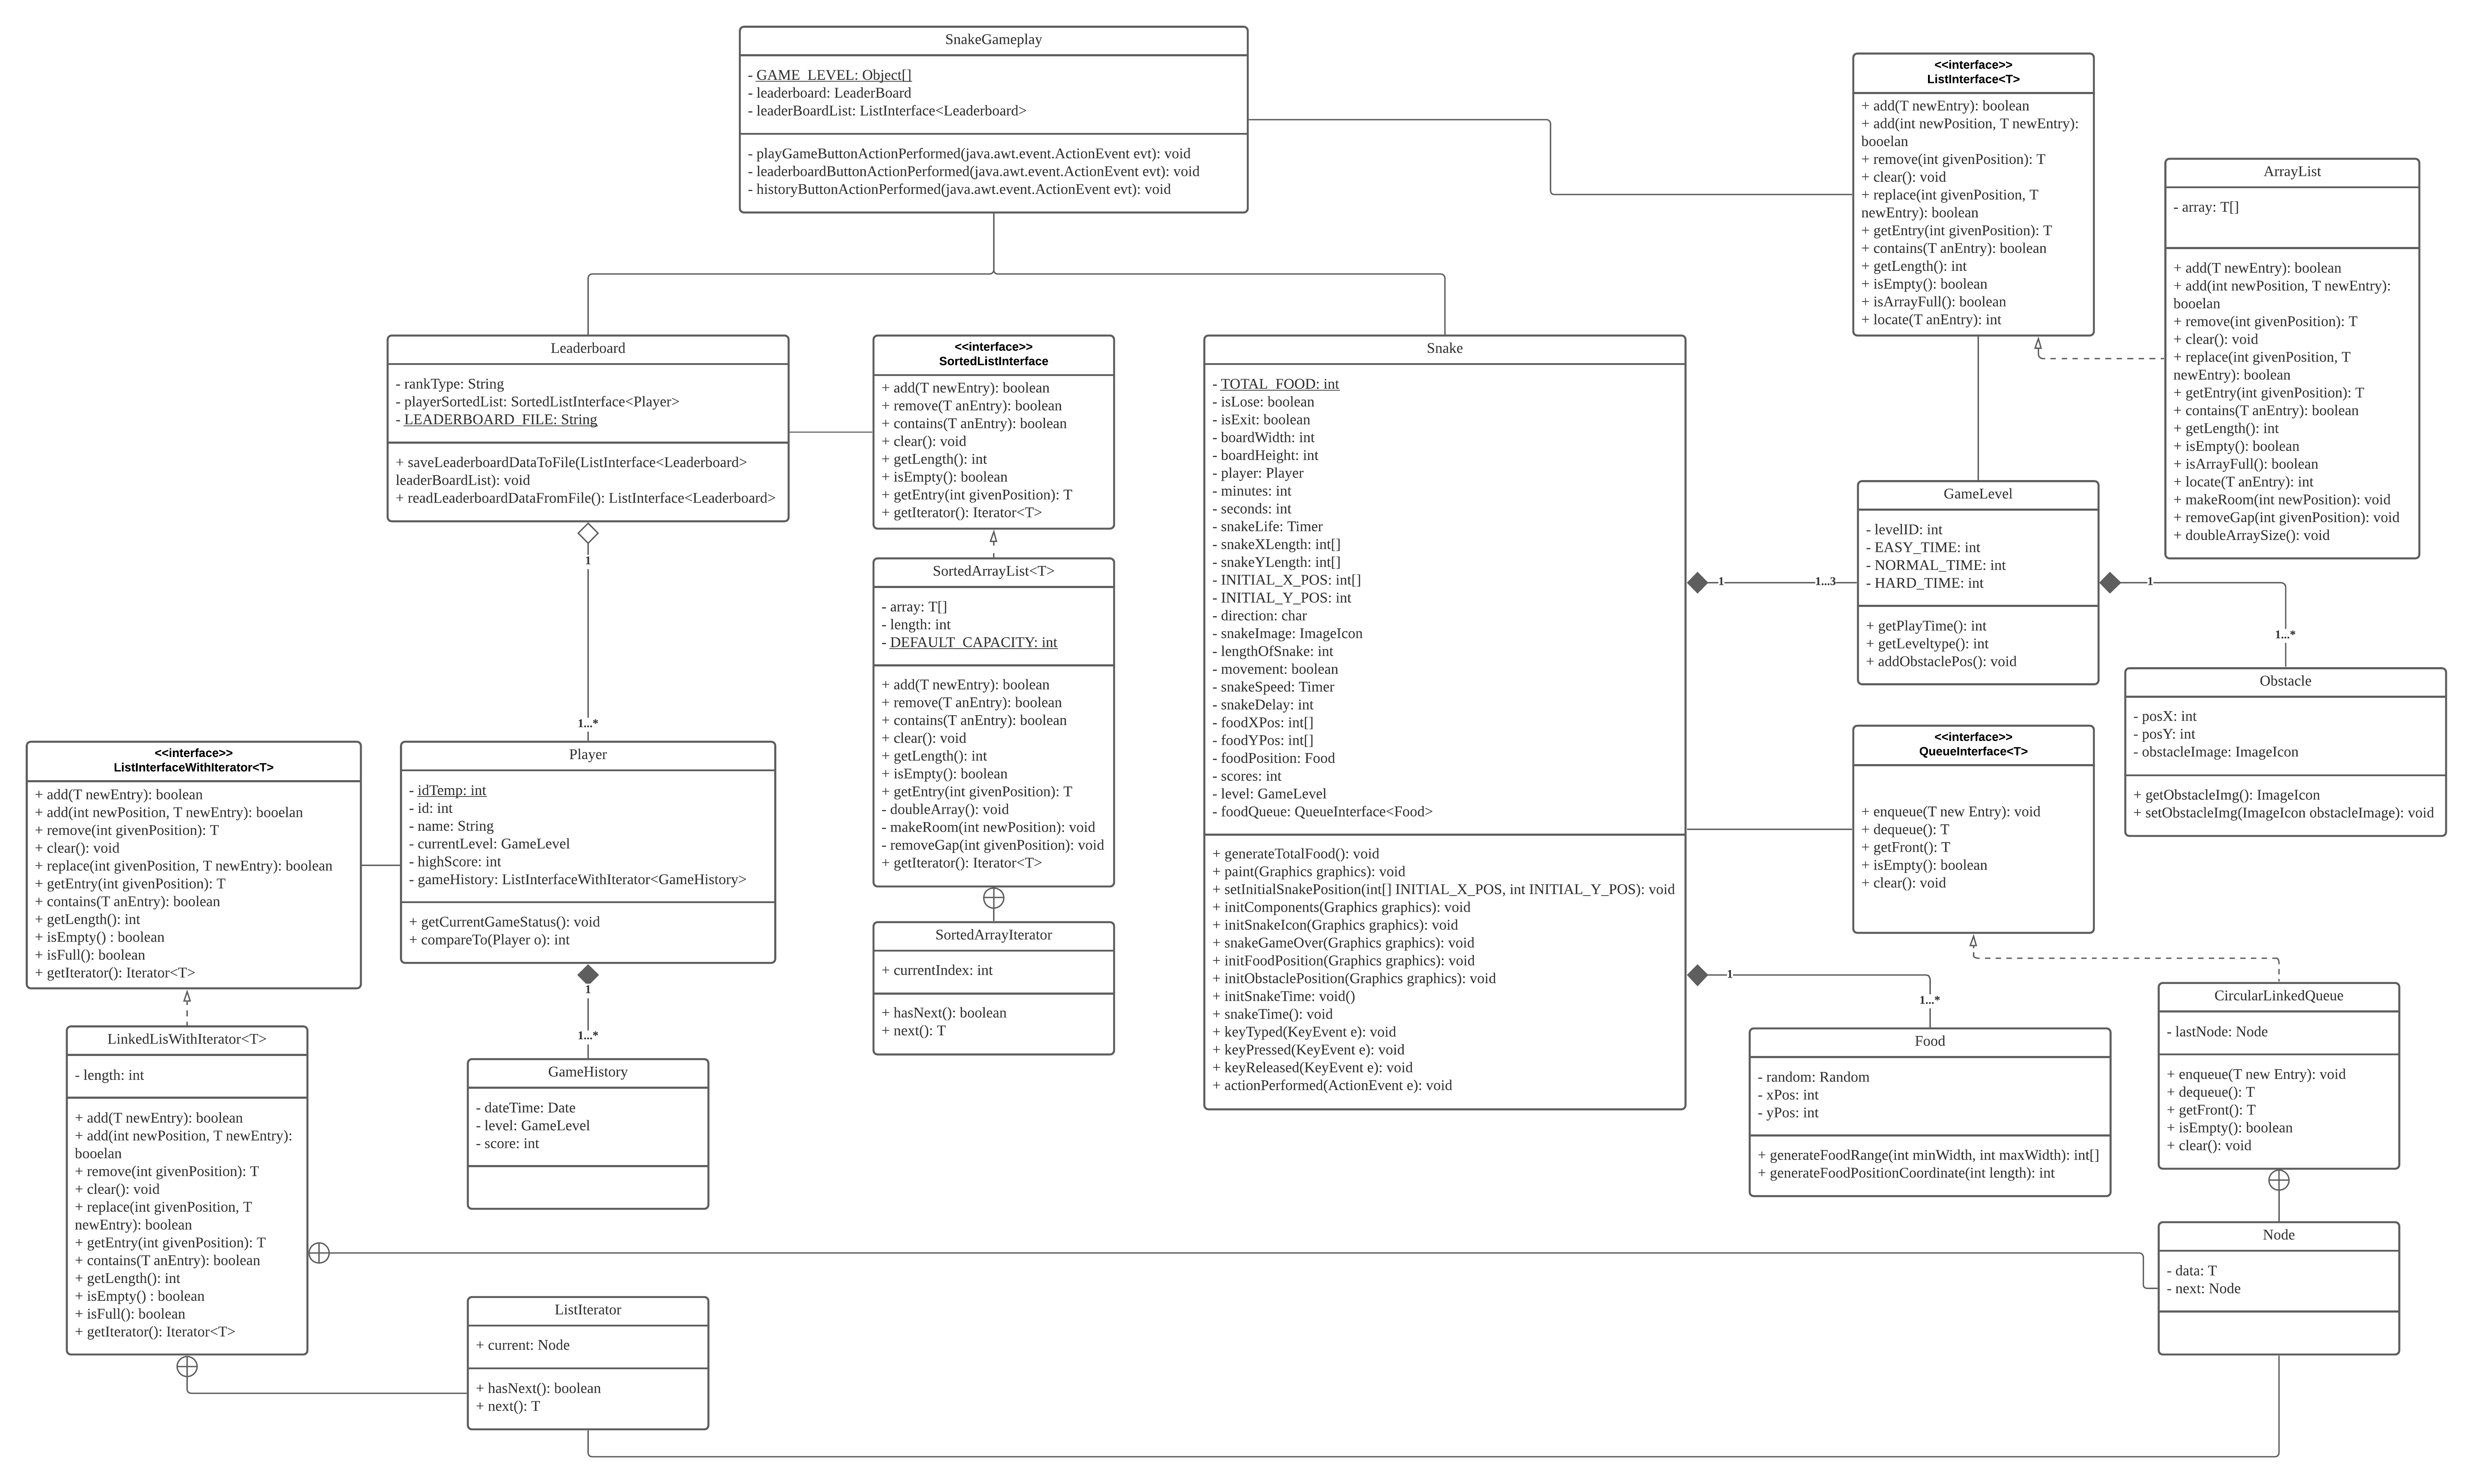 SnakeGameplay
- GAME_LEVEL: Object[]
- leaderboard: LeaderBoard
- leaderBoardList: ListInterface<Leaderboard>
- playGameButtonActionPerformed(java.awt.event.ActionEvent evt): void
- leaderboardButtonActionPerformed(java.awt.event.ActionEvent evt): void
- historyButtonActionPerformed(java.awt.event.ActionEvent evt): void
<<interface>>
ListInterface<T>
+ add(T newEntry): boolean
+ add(int newPosition, T newEntry):
booelan
+ remove(int givenPosition): T
+ clear(): void
+ replace(int givenPosition, T
newEntry): boolean
+ getEntry(int givenPosition): T
+ contains(T anEntry): boolean
+ getLength(): int
+ isEmpty(): boolean
+ isArrayFull(): boolean
+ locate(T anEntry): int
ArrayList
- array: T[]
+ add(T newEntry): boolean
+ add(int newPosition, T newEntry):
booelan
+ remove(int givenPosition): T
+ clear(): void
+ replace(int givenPosition, T
newEntry): boolean
+ getEntry(int givenPosition): T
+ contains(T anEntry): boolean
+ getLength(): int
+ isEmpty(): boolean
+ isArrayFull(): boolean
+ locate(T anEntry): int
+ makeRoom(int newPosition): void
+ removeGap(int givenPosition): void
+ doubleArraySize(): void
Leaderboard
- rankType: String
- playerSortedList: SortedListInterface<Player>
- LEADERBOARD_FILE: String
+ saveLeaderboardDataToFile(ListInterface<Leaderboard>
leaderBoardList): void
+ readLeaderboardDataFromFile(): ListInterface<Leaderboard>
1
1...*
<<interface>>
SortedListInterface
+ add(T newEntry): boolean
+ remove(T anEntry): boolean
+ contains(T anEntry): boolean
+ clear(): void
+ getLength(): int
+ isEmpty(): boolean
+ getEntry(int givenPosition): T
+ getIterator(): Iterator<T>
SortedArrayList<T>
- array: T[]
- length: int
- DEFAULT_CAPACITY: int
+ add(T newEntry): boolean
+ remove(T anEntry): boolean
+ contains(T anEntry): boolean
+ clear(): void
+ getLength(): int
+ isEmpty(): boolean
+ getEntry(int givenPosition): T
- doubleArray(): void
- makeRoom(int newPosition): void
- removeGap(int givenPosition): void
+ getIterator(): Iterator<T>
SortedArrayIterator
+ currentIndex: int
+ hasNext(): boolean
+ next(): T
Snake
- TOTAL_FOOD: int
- isLose: boolean
- isExit: boolean
- boardWidth: int
- boardHeight: int
- player: Player
- minutes: int
- seconds: int
- snakeLife: Timer
- snakeXLength: int[]
- snakeYLength: int[]
- INITIAL_X_POS: int[]
- INITIAL_Y_POS: int
- direction: char
- snakeImage: ImageIcon
- lengthOfSnake: int
- movement: boolean
- snakeSpeed: Timer
- snakeDelay: int
- foodXPos: int[]
- foodYPos: int[]
- foodPosition: Food
- scores: int
- level: GameLevel
- foodQueue: QueueInterface<Food>
+ generateTotalFood(): void
+ paint(Graphics graphics): void
+ setInitialSnakePosition(int[] INITIAL_X_POS, int INITIAL_Y_POS): void
+ initComponents(Graphics graphics): void
+ initSnakeIcon(Graphics graphics): void
+ snakeGameOver(Graphics graphics): void
+ initFoodPosition(Graphics graphics): void
+ initObstaclePosition(Graphics graphics): void
+ initSnakeTime: void()
+ snakeTime(): void
+ keyTyped(KeyEvent e): void
+ keyPressed(KeyEvent e): void
+ keyReleased(KeyEvent e): void
+ actionPerformed(ActionEvent e): void
1
1...3
GameLevel
- levelID: int
- EASY_TIME: int
- NORMAL_TIME: int
- HARD_TIME: int
+ getPlayTime(): int
+ getLeveltype(): int
+ addObstaclePos(): void
1
1...*
Obstacle
- posX: int
- posY: int
- obstacleImage: ImageIcon
+ getObstacleImg(): ImageIcon
+ setObstacleImg(ImageIcon obstacleImage): void
<<interface>>
QueueInterface<T>
+ enqueue(T new Entry): void
+ dequeue(): T
+ getFront(): T
+ isEmpty(): boolean
+ clear(): void
1
1...*
Food
- random: Random
- xPos: int
- yPos: int
+ generateFoodRange(int minWidth, int maxWidth): int[]
+ generateFoodPositionCoordinate(int length): int
CircularLinkedQueue
- lastNode: Node
+ enqueue(T new Entry): void
+ dequeue(): T
+ getFront(): T
+ isEmpty(): boolean
+ clear(): void
Node
- data: T
- next: Node
<<interface>>
ListInterfaceWithIterator<T>
+ add(T newEntry): boolean
+ add(int newPosition, T newEntry): booelan
+ remove(int givenPosition): T
+ clear(): void
+ replace(int givenPosition, T newEntry): boolean
+ getEntry(int givenPosition): T
+ contains(T anEntry): boolean
+ getLength(): int
+ isEmpty() : boolean
+ isFull(): boolean
+ getIterator(): Iterator<T>
Player
- idTemp: int
- id: int
- name: String
- currentLevel: GameLevel
- highScore: int
- gameHistory: ListInterfaceWithIterator<GameHistory>
+ getCurrentGameStatus(): void
+ compareTo(Player o): int
1
1...*
GameHistory
- dateTime: Date
- level: GameLevel
- score: int
LinkedLisWithIterator<T>
- length: int
+ add(T newEntry): boolean
+ add(int newPosition, T newEntry):
booelan
+ remove(int givenPosition): T
+ clear(): void
+ replace(int givenPosition, T
newEntry): boolean
+ getEntry(int givenPosition): T
+ contains(T anEntry): boolean
+ getLength(): int
+ isEmpty() : boolean
+ isFull(): boolean
+ getIterator(): Iterator<T>
ListIterator
+ current: Node
+ hasNext(): boolean
+ next(): T